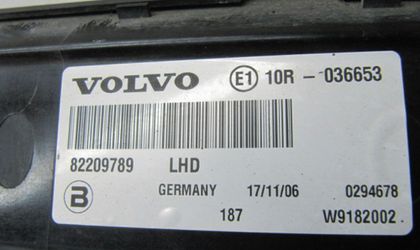 VOLVO E1 10R - 036653
82209789 LHD
B GERMANY 17/11/06 0294678
187 W9182002